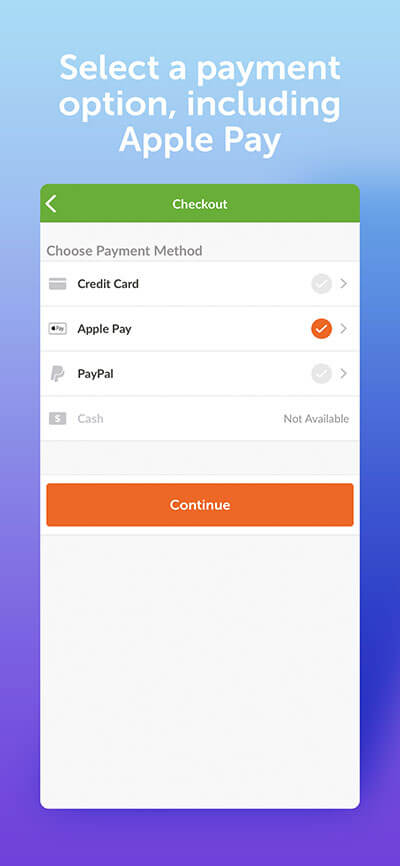 Select a payment
option, including
Apple Pay
Checkout
Choose Payment Method
Credit Card
Pay Apple Pay
PayPal
$ Cash Not Available
Continue